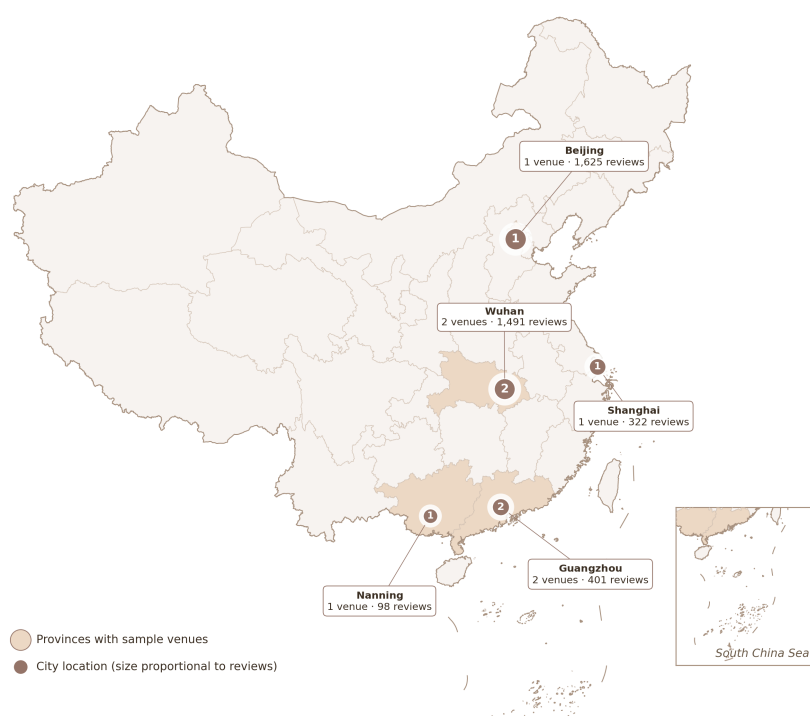 Beijing
1 venue · 1,625 reviews
1
Wuhan
2 venues · 1,491 reviews
1
2
Shanghai
1 venue · 322 reviews
1
2
Guangzhou
2 venues · 401 reviews
Nanning
1 venue · 98 reviews
Provinces with sample venues
South China Sea
City location (size proportional to reviews)